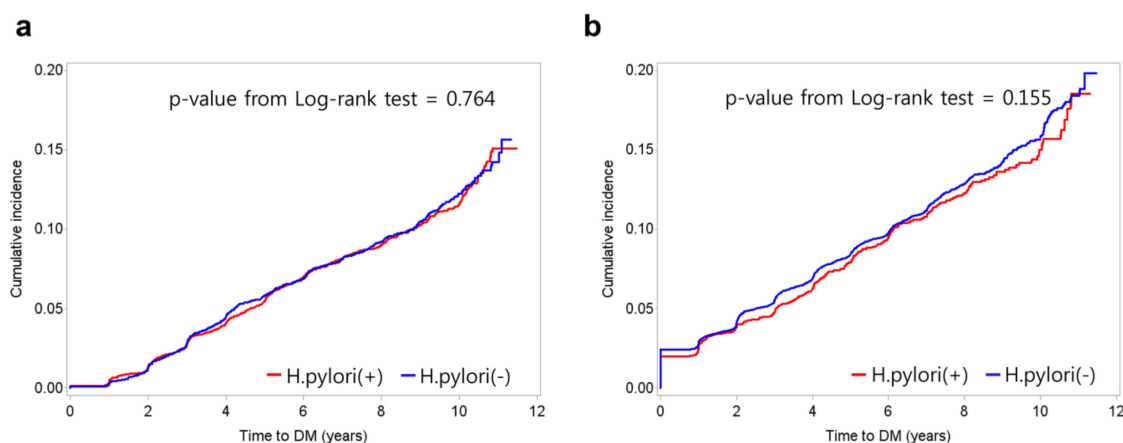 a
p-value from Log-rank test = 0.764
Cumulative incidence
0.20
0.15
0.10
0.05
0.00
H.pylori(+) H.pylori(-)
0 2 4 6 8 10 12
Time to DM (years)
b
p-value from Log-rank test = 0.155
Cumulative incidence
0.20
0.15
0.10
0.05
0.00
H.pylori(+) H.pylori(-)
0 2 4 6 8 10 12
Time to DM (years)